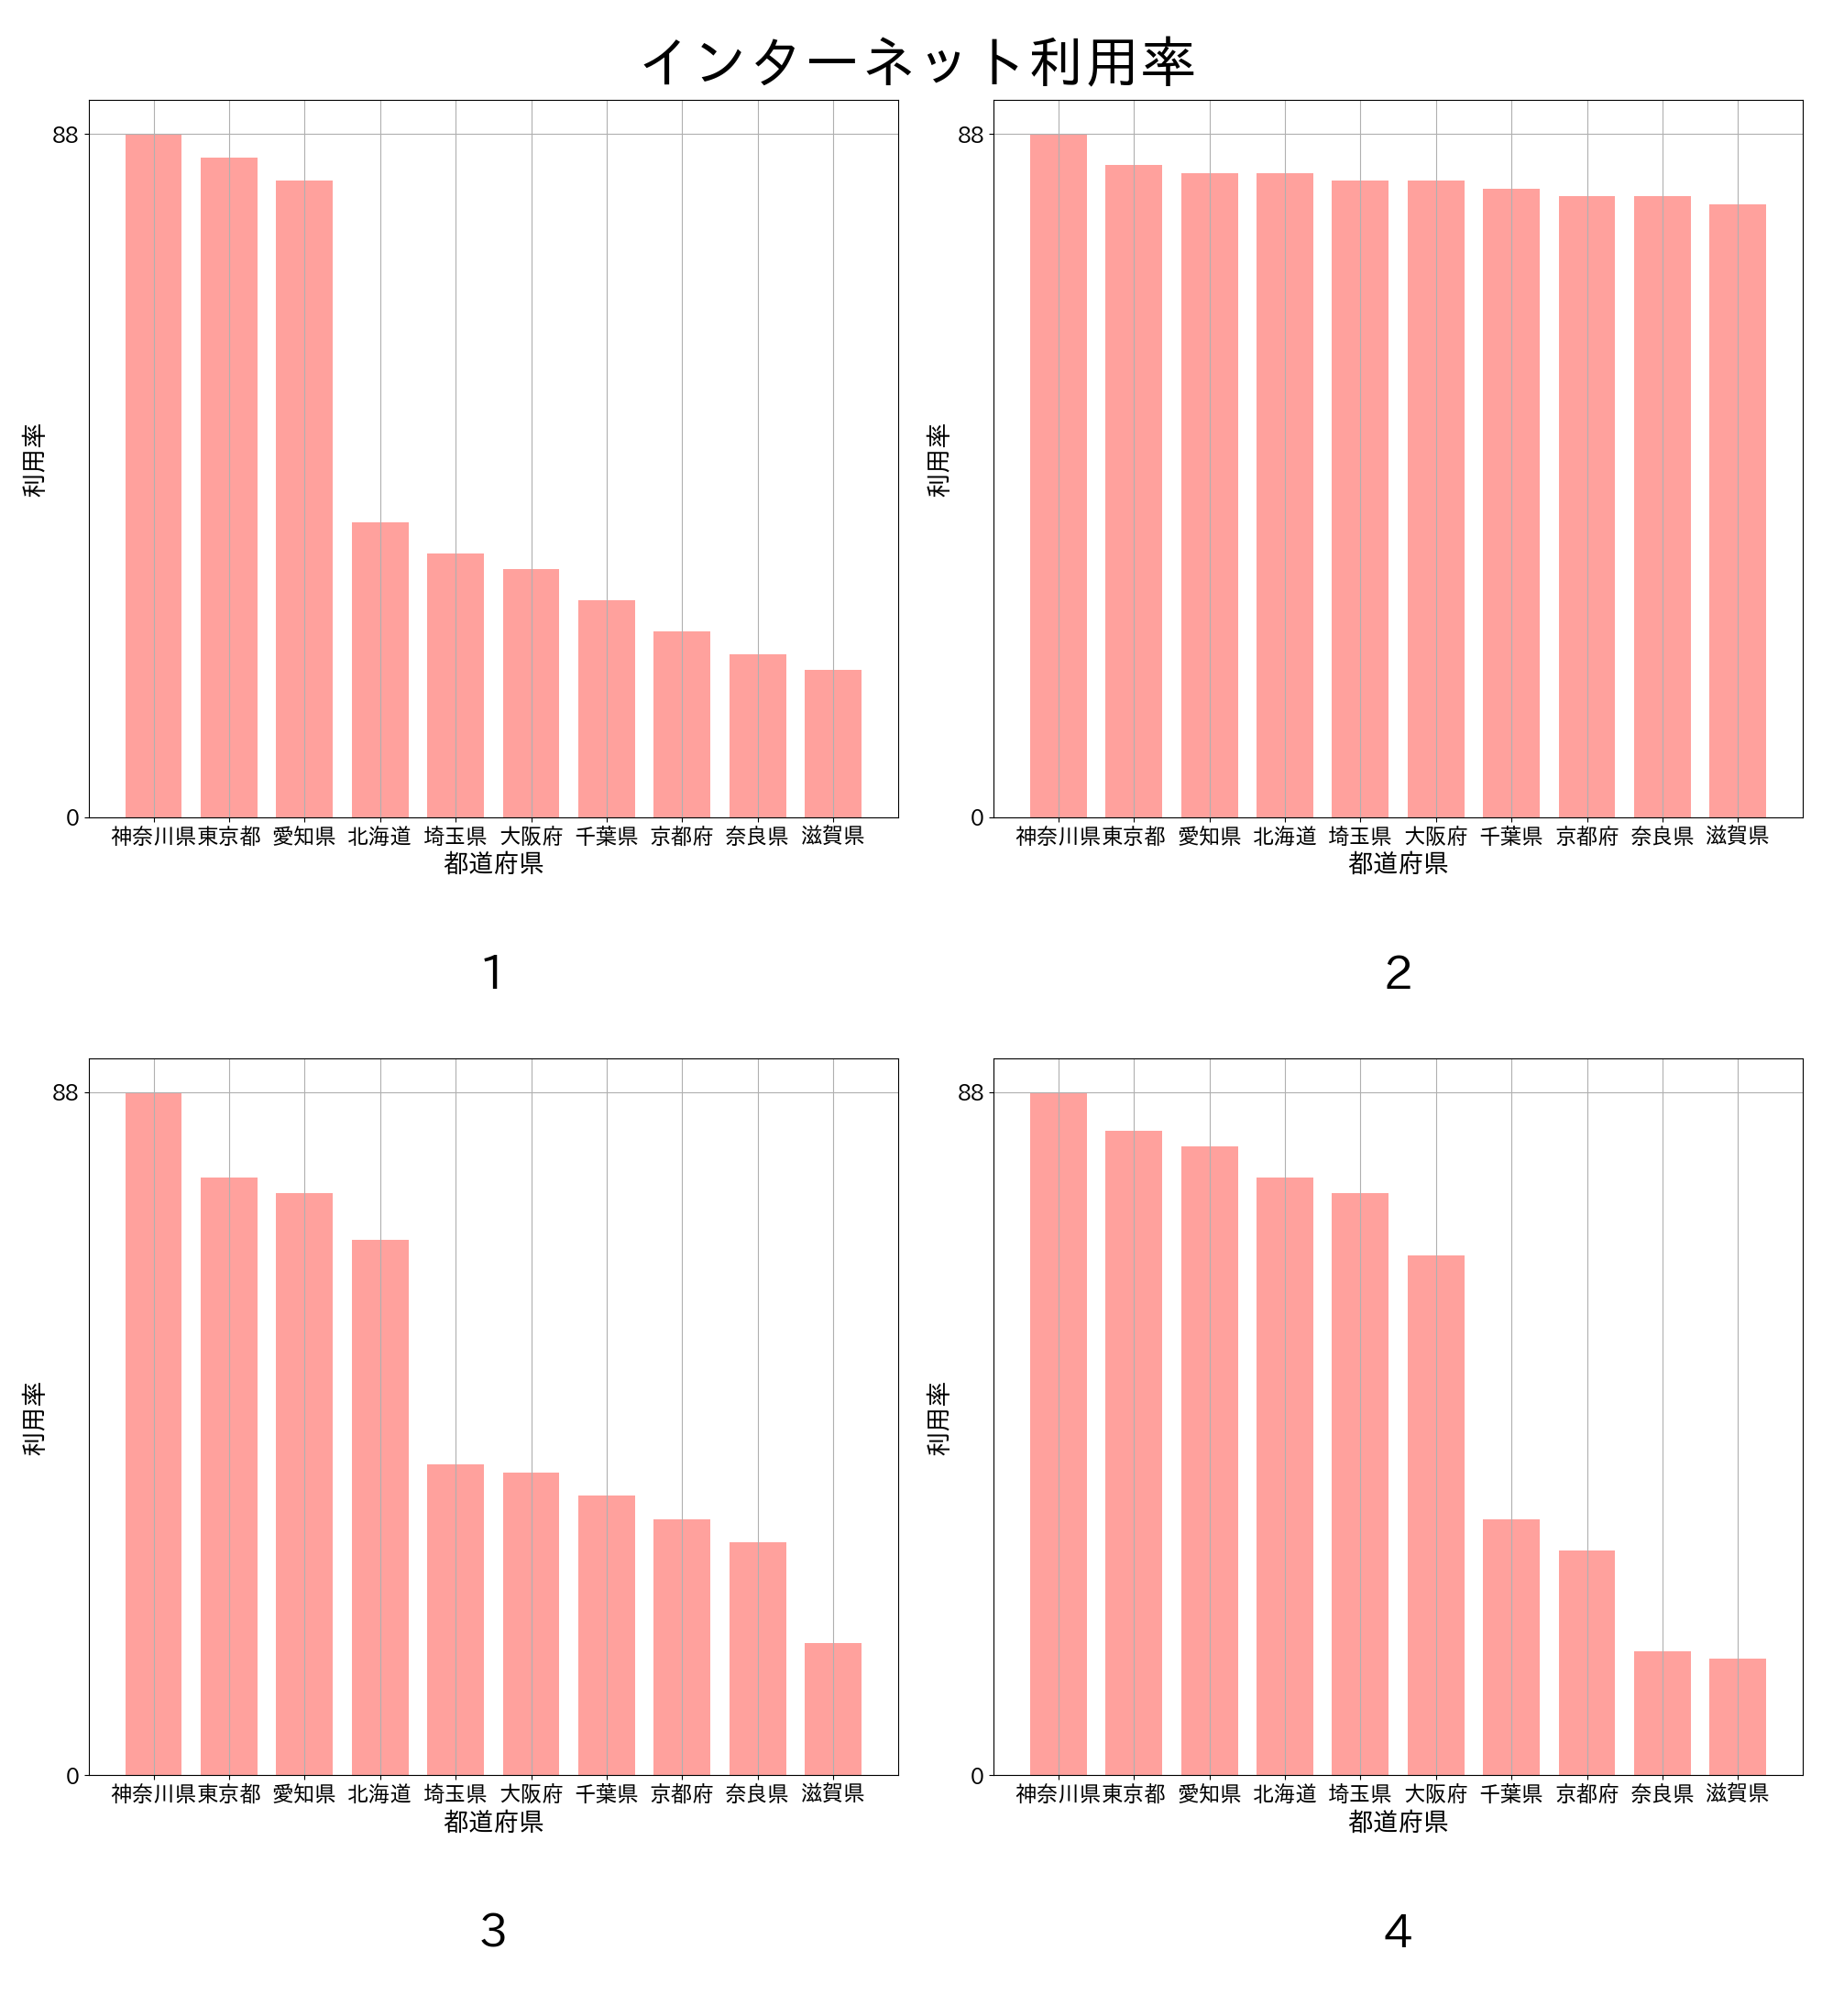 インターネット利用率
88
0
利用率
神奈川県 東京都 愛知県 北海道 埼玉県 大阪府 千葉県 京都府 奈良県 滋賀県
都道府県
1
88
0
利用率
神奈川県 東京都 愛知県 北海道 埼玉県 大阪府 千葉県 京都府 奈良県 滋賀県
都道府県
2
88
0
利用率
神奈川県 東京都 愛知県 北海道 埼玉県 大阪府 千葉県 京都府 奈良県 滋賀県
都道府県
3
88
0
利用率
神奈川県 東京都 愛知県 北海道 埼玉県 大阪府 千葉県 京都府 奈良県 滋賀県
都道府県
4